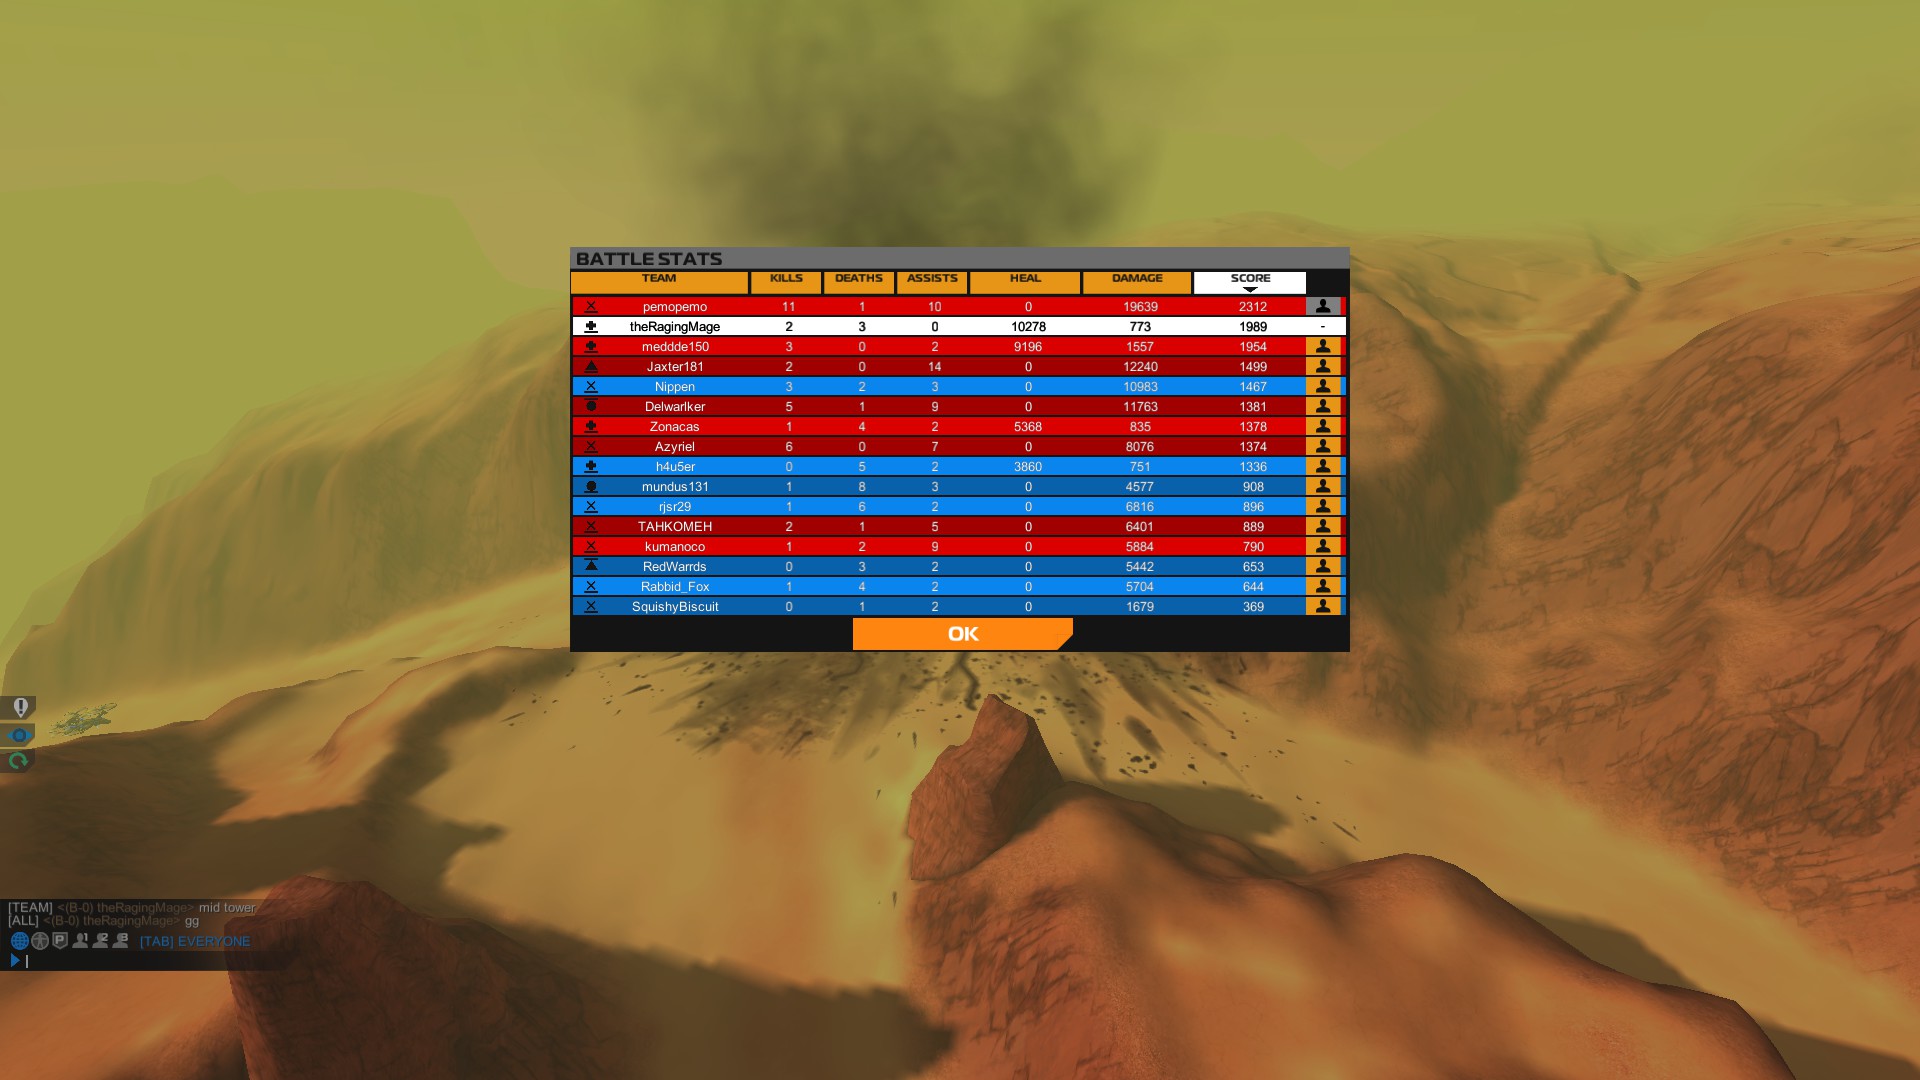 BATTLE STATS
TEAM KILLS DEATHS ASSISTS HEAL DAMAGE SCORE
pemopemo 11 1 10 0 19639 2312
theRagingMage 2 3 0 10278 773 1989 -
meddde150 3 0 2 9196 1557 1954
Jaxter181 2 0 14 0 12240 1499
Nippen 3 2 3 0 10983 1467
Delwarlker 5 1 9 0 11763 1381
Zonacas 1 4 2 5368 835 1378
Azyriel 6 0 7 0 8076 1374
h4u5er 0 5 2 3860 751 1336
mundus131 1 8 3 0 4577 908
rjsr29 1 6 2 0 6816 896
TAHKOMEH 2 1 5 0 6401 889
kumanoco 1 2 9 0 5884 790
RedWarrds 0 3 2 0 5442 653
Rabbid_Fox 1 4 2 0 5704 644
SquishyBiscuit 0 1 2 0 1679 369
OK
[TEAM] <(B-0) theRagingMage> mid tower
[ALL] <(B-0) theRagingMage> gg
P 1 2 3 [TAB] EVERYONE